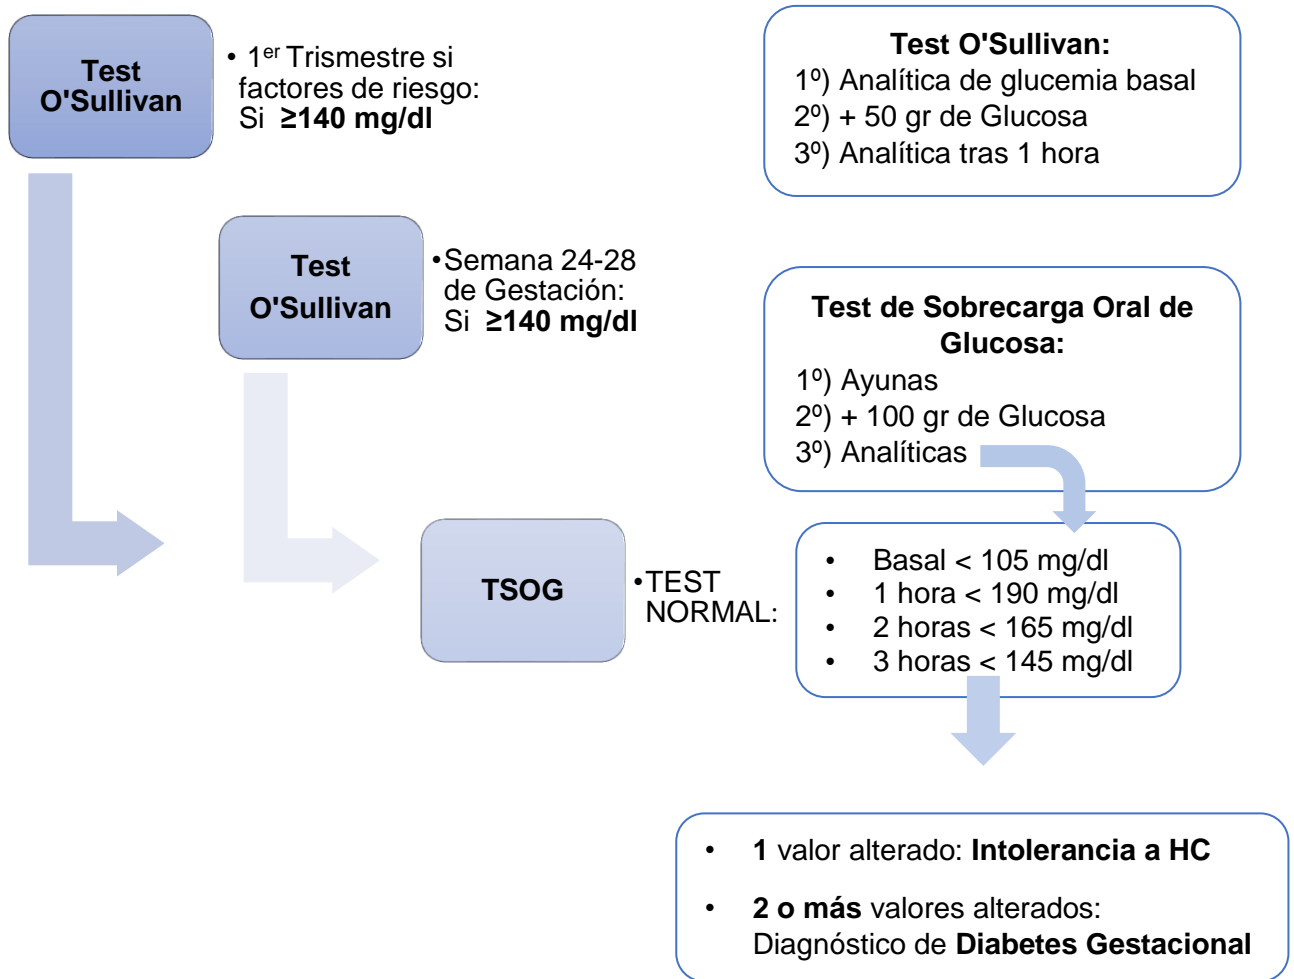 Test
O'Sullivan
• 1er Trismestre si
factores de riesgo:
Si ≥140 mg/dl
Test O'Sullivan:
1º) Analítica de glucemia basal
2º) + 50 gr de Glucosa
3º) Analítica tras 1 hora
Test
O'Sullivan
•Semana 24-28
de Gestación:
Si ≥140 mg/dl
Test de Sobrecarga Oral de
Glucosa:
1º) Ayunas
2º) + 100 gr de Glucosa
3º) Analíticas
TSOG
•TEST
NORMAL:
• Basal < 105 mg/dl
• 1 hora < 190 mg/dl
• 2 horas < 165 mg/dl
• 3 horas < 145 mg/dl
• 1 valor alterado: Intolerancia a HC
• 2 o más valores alterados:
Diagnóstico de Diabetes Gestacional